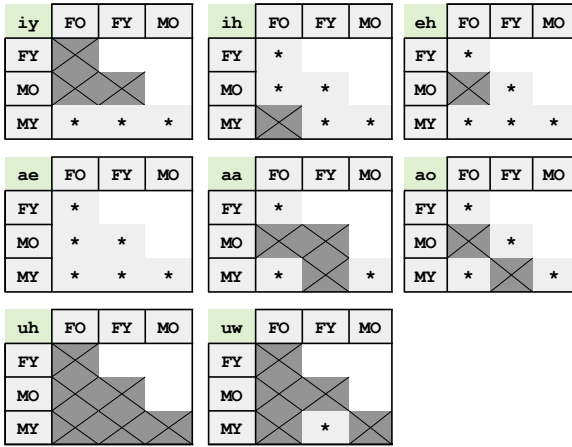 iy FO FY MO ih FO FY MO eh FO FY MO
FY FY * FY *
MO MO * * MO *
MY * * * MY * * MY * * *
ae FO FY MO aa FO FY MO ao FO FY MO
FY * FY * FY *
MO * * MO MO *
MY * * * MY * * MY * *
uh FO FY MO uw FO FY MO
FY FY
MO MO
MY MY *